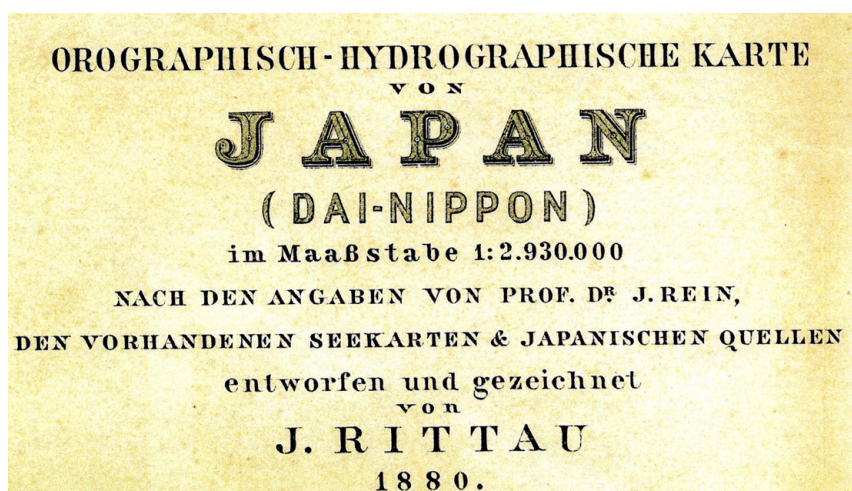 OROGRAPHISCH-HYDROGRAPHISCHE KARTE
VON
JAPAN
(DAI-NIPPON)
im Maaßstabe 1:2.930.000
NACH DEN ANGABEN VON PROF. DR. J. REIN,
DEN VORHANDENEN SEEKARTEN & JAPANISCHEN QUELLEN
entworfen und gezeichnet
von
J. RITTAU
1880.